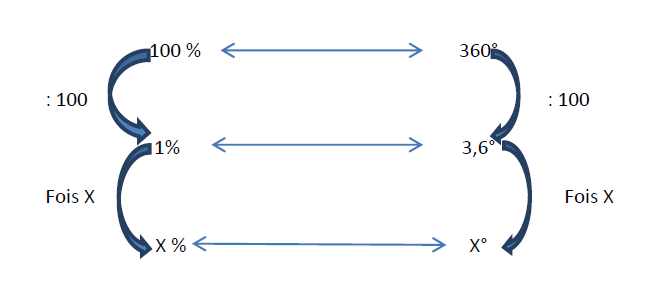 100 % 360°
: 100 : 100
1% 3,6°
Fois X Fois X
X % X°